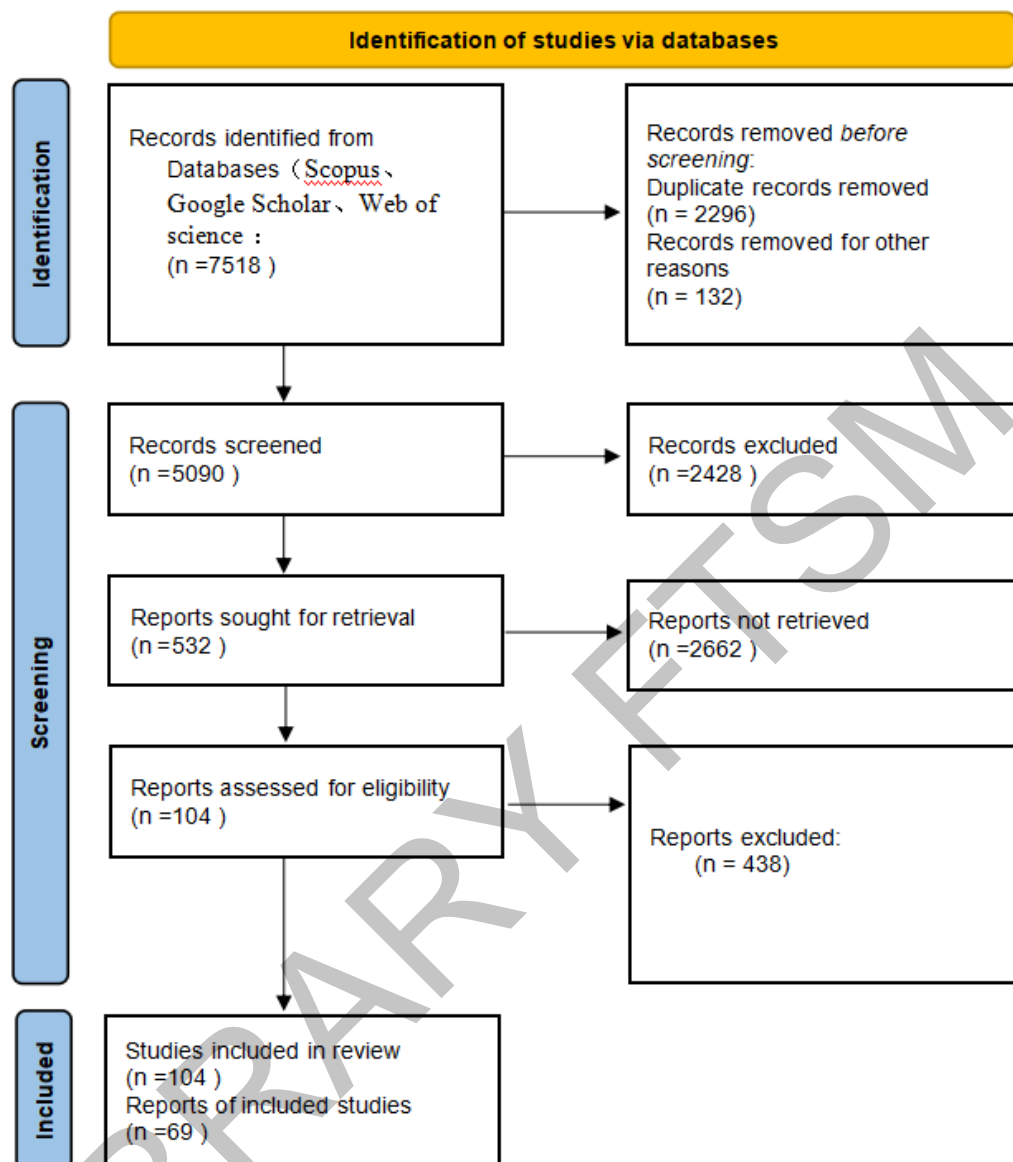 Identification of studies via databases
Identification
Records identified from
Databases（Scopus、
Google Scholar、Web of
science：
(n =7518 )
Records removed before
screening:
Duplicate records removed
(n = 2296)
Records removed for other
reasons
(n = 132)
Screening
Records screened
(n =5090 )
Records excluded
(n =2428 )
Reports sought for retrieval
(n =532 )
Reports not retrieved
(n =2662 )
Reports assessed for eligibility
(n =104 )
Reports excluded:
(n = 438)
Included
Studies included in review
(n =104 )
Reports of included studies
(n =69 )
RARY FTSM